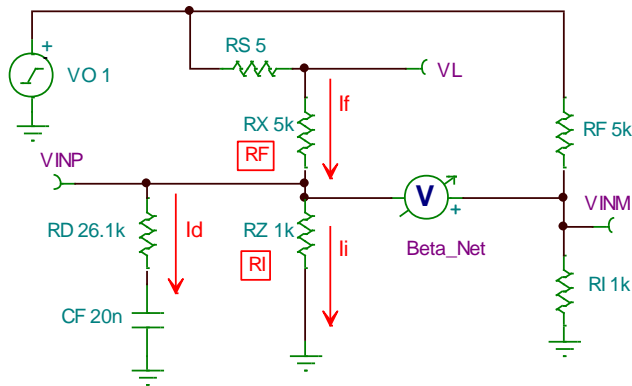 RS 5
VO 1
+
VL
If
RX 5k
RF 5k
RF
VINP
V
+
VINM
RD 26.1k
Id
RZ 1k
Ii
Beta_Net
RI
RI 1k
CF 20n